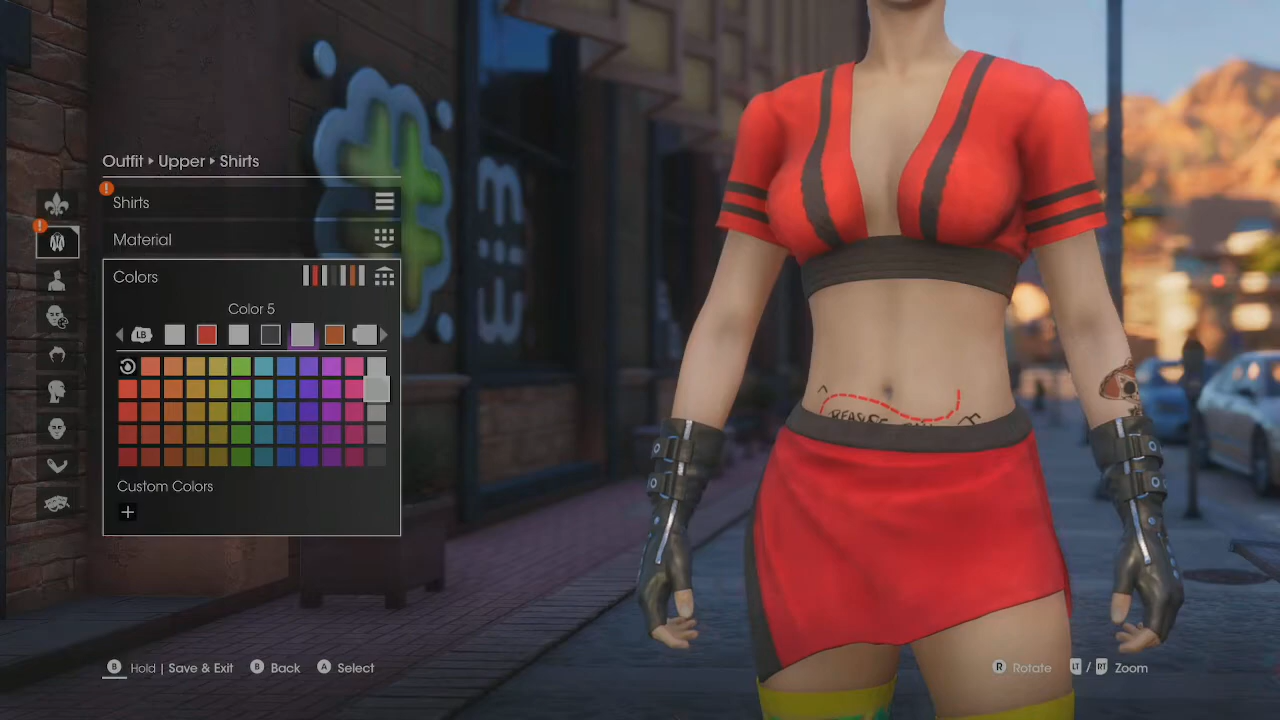 Outfit ▸ Upper ▸ Shirts
!
Shirts
!
Material
Colors
Color 5
LB
Custom Colors
+
B Hold | Save & Exit B Back A Select
R Rotate LT / RT Zoom